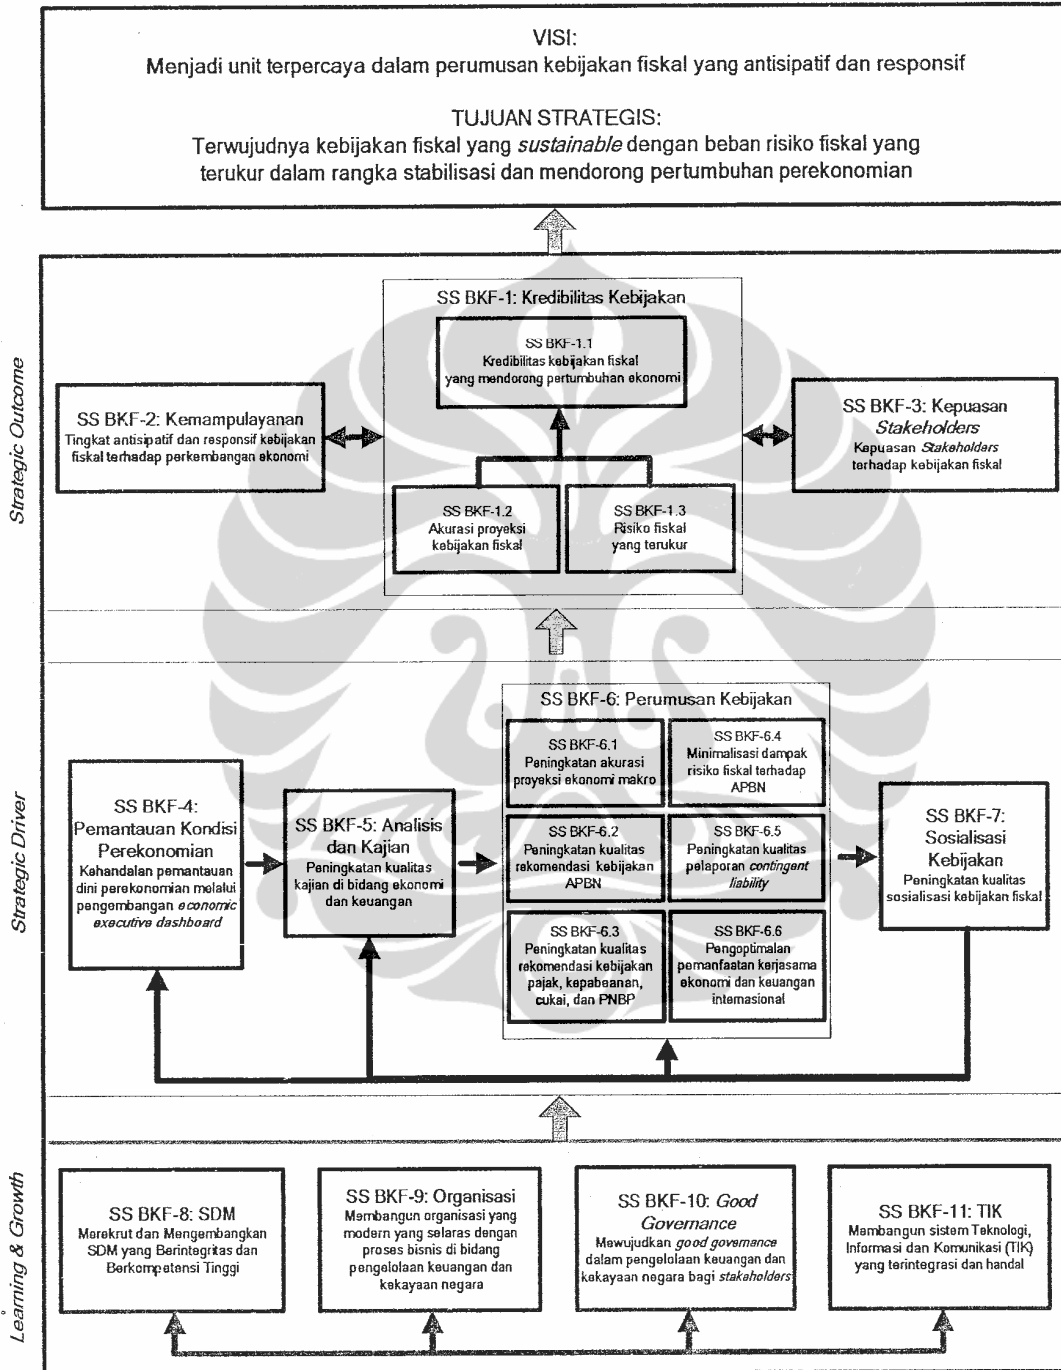 VISI:
Menjadi unit terpercaya dalam perumusan kebijakan fiskal yang antisipatif dan responsif
TUJUAN STRATEGIS:
Terwujudnya kebijakan fiskal yang sustainable dengan beban risiko fiskal yang
terukur dalam rangka stabilisasi dan mendorong pertumbuhan perekonomian
Strategic Outcome
SS BKF-1: Kredibilitas Kebijakan
SS BKF-1.1
Kredibilitas kebijakan fiskal
yang mendorong pertumbuhan ekonomi
SS BKF-2: Kemampulayanan
Tingkat antisipatif dan responsif kebijakan
fiskal terhadap perkembangan ekonomi
SS BKF-3: Kepuasan
Stakeholders
Kepuasan Stakeholders
terhadap kebijakan fiskal
SS BKF-1.2
Akurasi proyeksi
kebijakan fiskal
SS BKF-1.3
Risiko fiskal
yang terukur
Strategic Driver
SS BKF-4:
Pemantauan Kondisi
Perekonomian
Kehandalan pemantauan
dini perekonomian melalui
pengembangan economic
executive dashboard
SS BKF-5: Analisis
dan Kajian
Peningkatan kualitas
kajian di bidang ekonomi
dan keuangan
SS BKF-6: Perumusan Kebijakan
SS BKF-6.1
Peningkatan akurasi
proyeksi ekonomi makro
SS BKF-6.4
Minimalisasi dampak
risiko fiskal terhadap
APBN
SS BKF-6.2
Peningkatan kualitas
rekomendasi kebijakan
APBN
SS BKF-6.5
Peningkatan kualitas
pelaporan contingent
liability
SS BKF-6.3
Peningkatan kualitas
rekomendasi kebijakan
pajak, kepabeanan,
cukai, dan PNBP
SS BKF-6.6
Pengoptimalan
pemanfaatan kerjasama
ekonomi dan keuangan
internasional
SS BKF-7:
Sosialisasi
Kebijakan
Peningkatan kualitas
sosialisasi kebijakan fiskal
Learning & Growth
SS BKF-8: SDM
Merekrut dan Mengembangkan
SDM yang Berintegritas dan
Berkompetensi Tinggi
SS BKF-9: Organisasi
Membangun organisasi yang
modern yang selaras dengan
proses bisnis di bidang
pengelolaan keuangan dan
kekayaan negara
SS BKF-10: Good
Governance
Mewujudkan good governance
dalam pengelolaan keuangan dan
kekayaan negara bagi stakeholders
SS BKF-11: TIK
Membangun sistem Teknologi,
Informasi dan Komunikasi (TIK)
yang terintegrasi dan handal